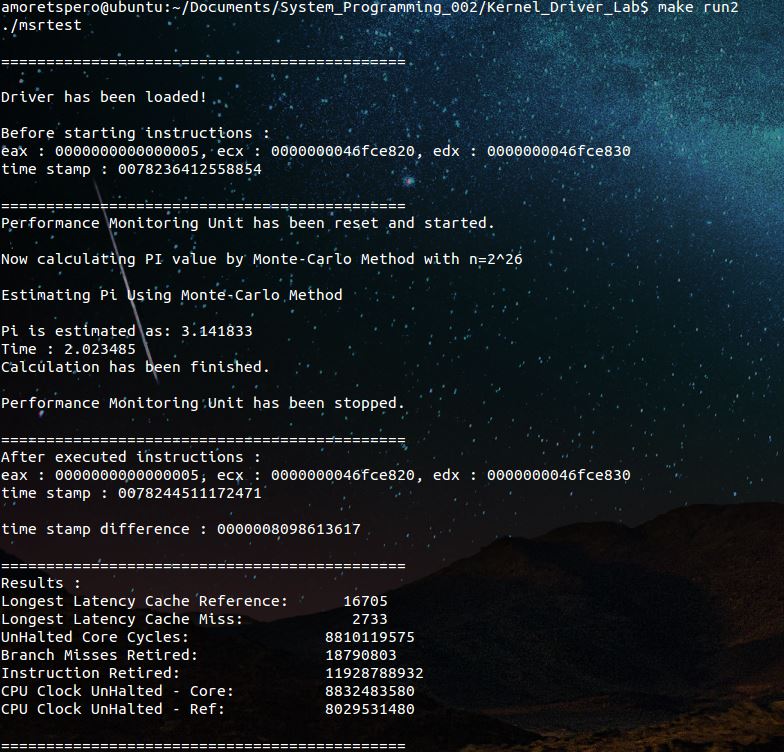 amoretspero@ubuntu:~/Documents/System_Programming_002/Kernel_Driver_Lab$ make run2
./msrtest
=============================================
Driver has been loaded!
Before starting instructions :
eax : 0000000000000005, ecx : 0000000046fce820, edx : 0000000046fce830
time stamp : 0078236412558854
=============================================
Performance Monitoring Unit has been reset and started.
Now calculating PI value by Monte-Carlo Method with n=2^26
Estimating Pi Using Monte-Carlo Method
Pi is estimated as: 3.141833
Time : 2.023485
Calculation has been finished.
Performance Monitoring Unit has been stopped.
=============================================
After executed instructions :
eax : 0000000000000005, ecx : 0000000046fce820, edx : 0000000046fce830
time stamp : 0078244511172471
time stamp difference : 0000008098613617
=============================================
Results :
Longest Latency Cache Reference: 16705
Longest Latency Cache Miss: 2733
UnHalted Core Cycles: 8810119575
Branch Misses Retired: 18790803
Instruction Retired: 11928788932
CPU Clock UnHalted - Core: 8832483580
CPU Clock UnHalted - Ref: 8029531480
=============================================